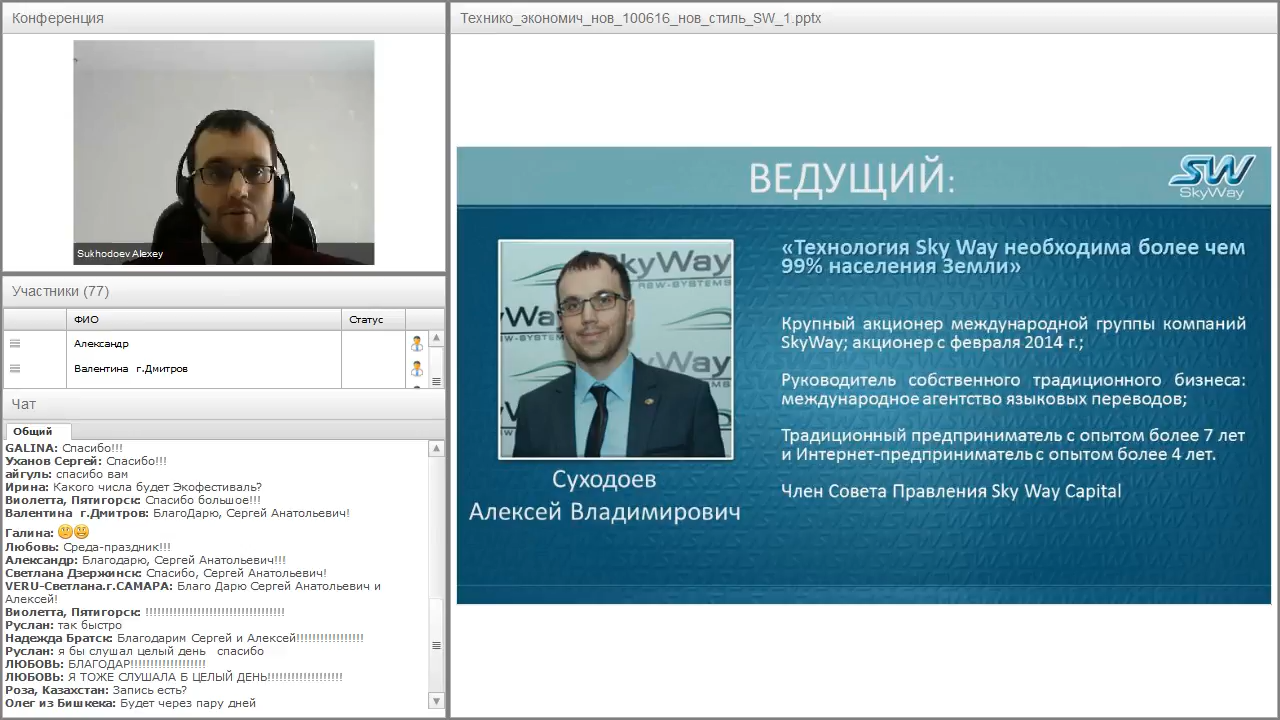 Конференция
Sukhodoev Alexey
Участники (77)
ФИО
Статус
Александр
Валентина г.Дмитров
Чат
Общий
GALINA: Спасибо!!!
Уханов Сергей: Спасибо!!!
айгуль: спасибо вам
Ирина: Какого числа будет Экофестиваль?
Виолетта, Пятигорск: Спасибо большое!!!
Валентина г.Дмитров: БлагоДарю, Сергей Анатольевич!
Галина:
Любовь: Среда-праздник!!!
Александр: Благодарю, Сергей Анатольевич!!!
Светлана Дзержинск: Спасибо, Сергей Анатольевич!
VERU-Светлана.г.САМАРА: Благо Дарю Сергей Анатольевич и
Алексей!
Виолетта, Пятигорск: !!!!!!!!!!!!!!!!!!!!!!!!!!!!!!!!!!!
Руслан: так быстро
Надежда Братск: Благодарим Сергей и Алексей!!!!!!!!!!!!!!!!!
Руслан: я бы слушал целый день спасибо
ЛЮБОВЬ: БЛАГОДАР!!!!!!!!!!!!!!!!!!!
ЛЮБОВЬ: Я ТОЖЕ СЛУШАЛА Б ЦЕЛЫЙ ДЕНЬ!!!!!!!!!!!!!!!!!!!
Роза, Казахстан: Запись есть?
Олег из Бишкека: Будет через пару дней
Технико_экономич_нов_100616_нов_стиль_SW_1.pptx
ВЕДУЩИЙ:
SW
SkyWay
SkyWay
«Технология Sky Way необходима более чем
99% населения Земли»
Крупный акционер международной группы компаний
SkyWay; акционер с февраля 2014 г.;
Руководитель собственного традиционного бизнеса:
международное агентство языковых переводов;
Традиционный предприниматель с опытом более 7 лет
и Интернет-предприниматель с опытом более 4 лет.
Член Совета Правления Sky Way Capital
Суходоев
Алексей Владимирович